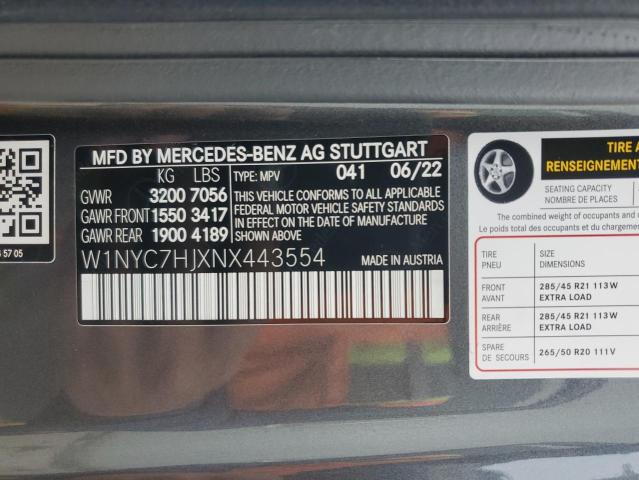 5 05
MFD BY MERCEDES-BENZ AG STUTTGART
KG LBS TYPE: MPV 041 06/22
GVWR 3200 7056
GAWR FRONT 1550 3417
GAWR REAR 1900 4189
THIS VEHICLE CONFORMS TO ALL APPLICABLE
FEDERAL MOTOR VEHICLE SAFETY STANDARDS
IN EFFECT ON THE DATE OF MANUFACTURE
SHOWN ABOVE
W1NYC7HJXNX443554 MADE IN AUSTRIA
TIRE A
RENSEIGNEMENT
SEATING CAPACITY
NOMBRE DE PLACES
The combined weight of occupants and
Le poids total des occupants et du
TIRE SIZE
PNEU DIMENSION
FRONT 285/45 R21 113W
AVANT EXTRA LOAD
REAR 285/45 R21 113W
ARRIÈRE EXTRA LOAD
SPARE
DE SECOURS 265/50 R20 111V